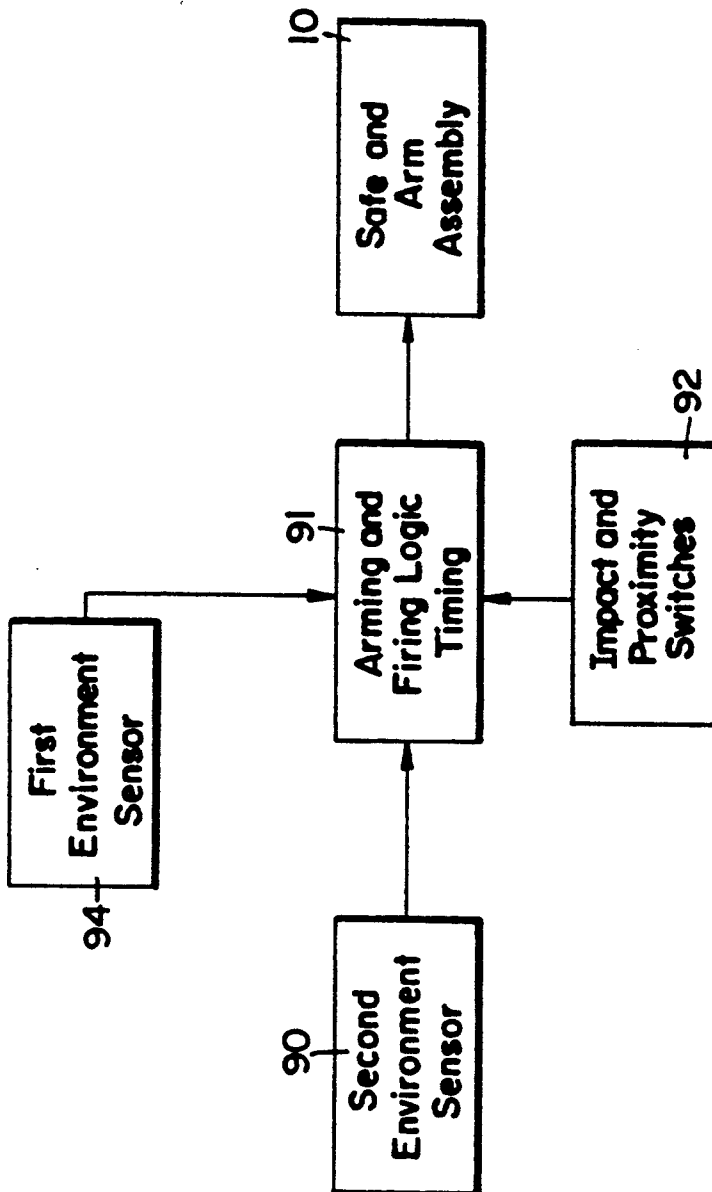 94
First
Environment
Sensor
90
Second
Environment
Sensor
91
Arming and
Firing Logic
Timing
10
Safe and
Arm
Assembly
92
Impact and
Proximity
Switches